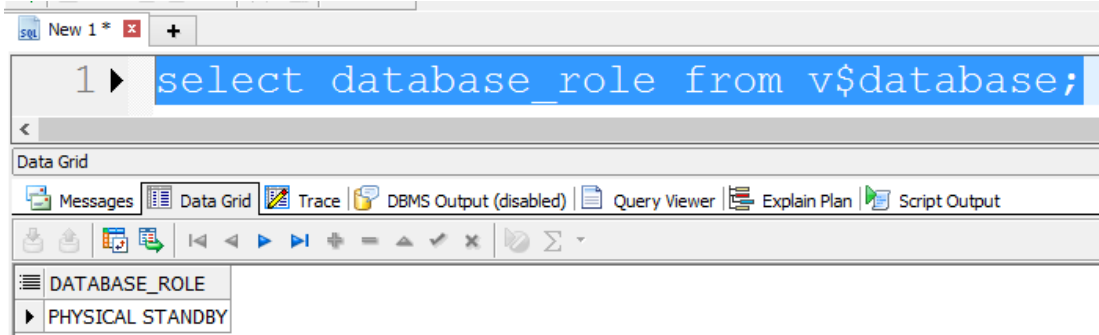 SQL New 1 * x +
1 select database_role from v$database;
<
Data Grid
Messages Data Grid Trace DBMS Output (disabled) Query Viewer Explain Plan Script Output
DATABASE_ROLE
PHYSICAL STANDBY